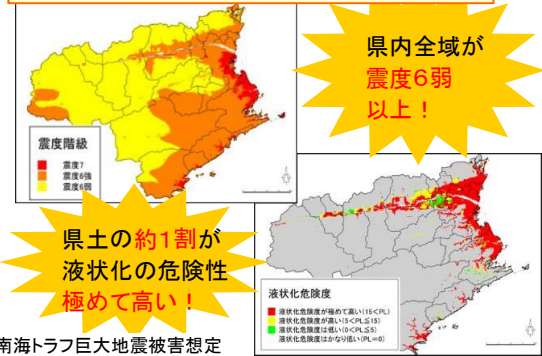 県内全域が
震度6弱
以上！
震度階級
震度7
震度6強
震度6弱
県土の約1割が
液状化の危険性
極めて高い！
液状化危険度
液状化危険度が極めて高い(15<PL)
液状化危険度が高い(5<PL≦15)
液状化危険度は低い(0<PL≦5)
液状化危険度はかなり低い(PL=0)
南海トラフ巨大地震被害想定